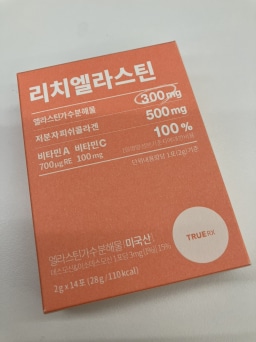 리치엘라스틴
엘라스틴가수분해물 300mg
저분자피쉬콜라겐 500mg
비타민A 비타민C 100%
700μgRE 100mg
엘라스틴가수분해물 (미국산)
TRUERX
2g x 14포 (28g / 110kcal)